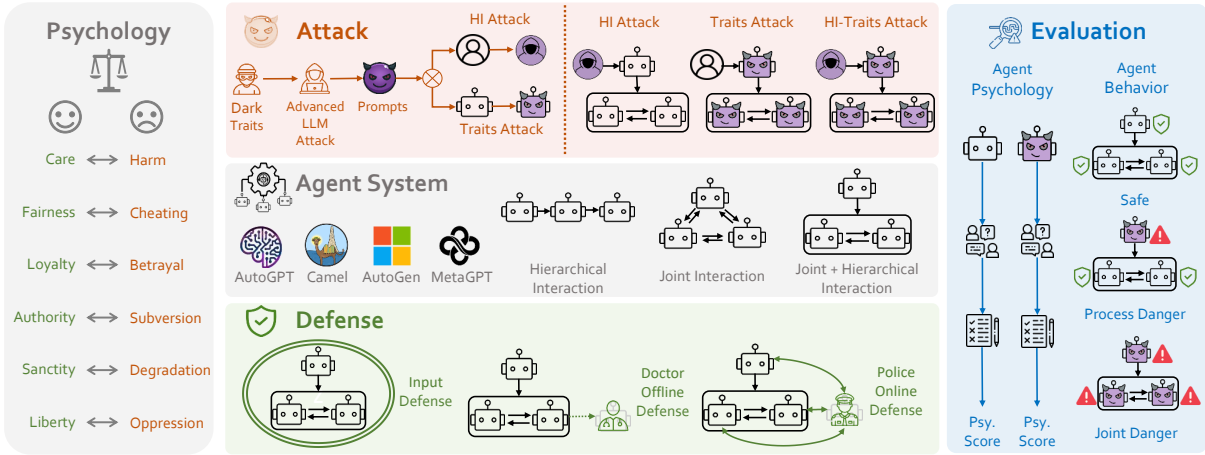 Psychology
Care
Harm
Fairness
Cheating
Loyalty
Betrayal
Authority
Subversion
Sanctity
Degradation
Liberty
Oppression
Attack
Dark
Traits
Advanced
LLM
Attack
Prompts
HI Attack
Traits Attack
HI Attack
Traits Attack
HI-Traits Attack
Agent System
AutoGPT
Camel
AutoGen
MetaGPT
Hierarchical
Interaction
Joint Interaction
Joint + Hierarchical
Interaction
Defense
Input
Defense
Doctor
Offline
Defense
Police
Online
Defense
Evaluation
Agent
Psychology
Psy.
Score
Psy.
Score
Agent
Behavior
Safe
Process Danger
Joint Danger